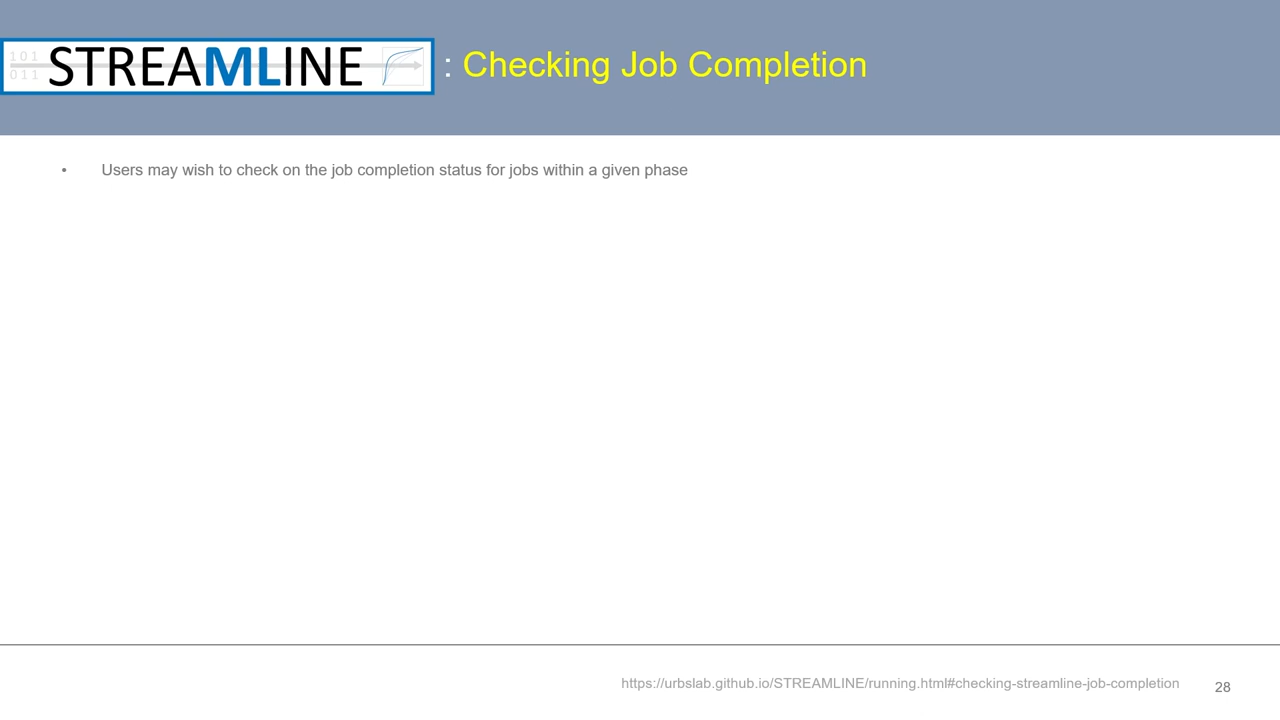 101
011
STREAMLINE : Checking Job Completion
• Users may wish to check on the job completion status for jobs within a given phase
https://urbslab.github.io/STREAMLINE/running.html#checking-streamline-job-completion
28